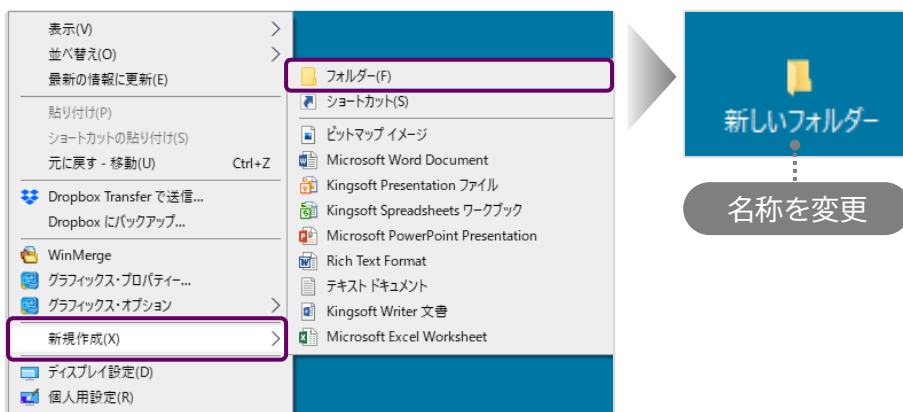 表示(V)
並べ替え(O)
最新の情報に更新(E)
貼り付け(P)
ショートカットの貼り付け(S)
元に戻す - 移動(U) Ctrl+Z
Dropbox Transfer で送信...
Dropbox にバックアップ...
WinMerge
グラフィックス・プロパティー...
グラフィックス・オプション
新規作成(X)
ディスプレイ設定(D)
個人用設定(R)
フォルダー(F)
ショートカット(S)
ビットマップ イメージ
Microsoft Word Document
Kingsoft Presentation ファイル
Kingsoft Spreadsheets ワークブック
Microsoft PowerPoint Presentation
Rich Text Format
テキスト ドキュメント
Kingsoft Writer 文書
Microsoft Excel Worksheet
新しいフォルダー
名称を変更